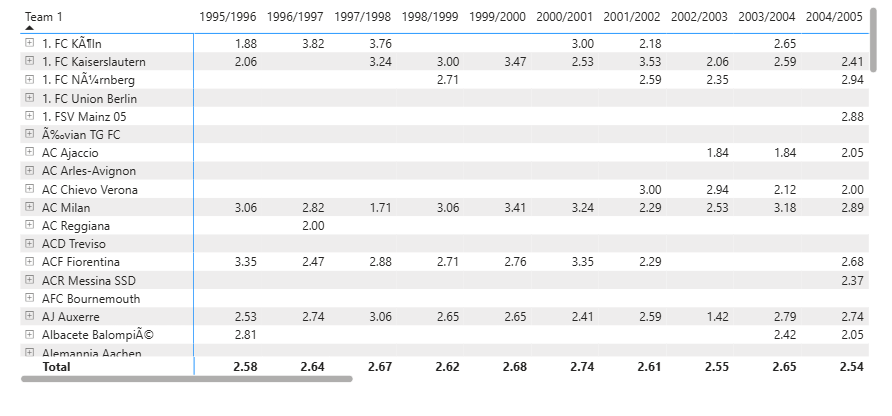 Team 1 1995/1996 1996/1997 1997/1998 1998/1999 1999/2000 2000/2001 2001/2002 2002/2003 2003/2004 2004/2005
1. FC KÃ¶ln 1.88 3.82 3.76 3.00 2.18 2.65
1. FC Kaiserslautern 2.06 3.24 3.00 3.47 2.53 3.53 2.06 2.59 2.41
1. FC NÃ¼rnberg 2.71 2.59 2.35 2.94
1. FC Union Berlin
1. FSV Mainz 05 2.88
Ã‰vian TG FC
AC Ajaccio 1.84 1.84 2.05
AC Arles-Avignon
AC Chievo Verona 3.00 2.94 2.12 2.00
AC Milan 3.06 2.82 1.71 3.06 3.41 3.24 2.29 2.53 3.18 2.89
AC Reggiana 2.00
ACD Treviso
ACF Fiorentina 3.35 2.47 2.88 2.71 2.76 3.35 2.29 2.68
ACR Messina SSD 2.37
AFC Bournemouth
AJ Auxerre 2.53 2.74 3.06 2.65 2.65 2.41 2.59 1.42 2.79 2.74
Albacete BalompiÃ© 2.81 2.42 2.05
Alemannia Aachen
Total 2.58 2.64 2.67 2.62 2.68 2.74 2.61 2.55 2.65 2.54